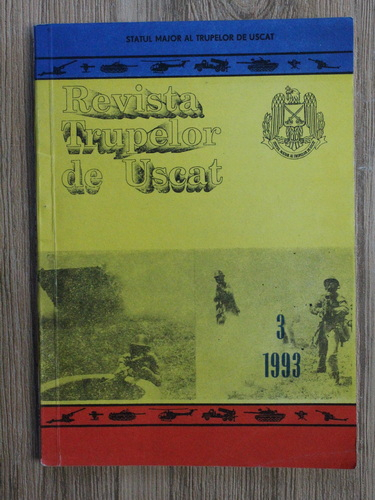 STATUL MAJOR AL TRUPELOR DE USCAT
Revista
Trupelor
de Uscat
3
1993